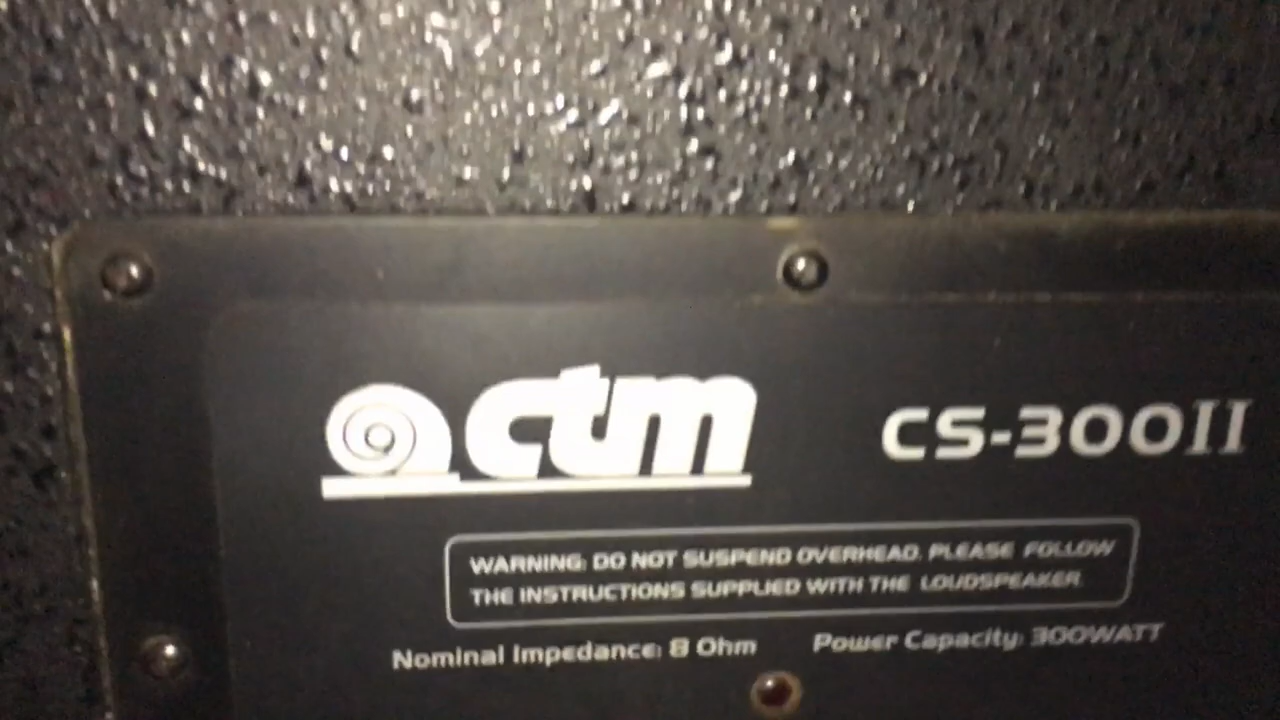 ctm
CS-300II
WARNING: DO NOT SUSPEND OVERHEAD. PLEASE FOLLOW
THE INSTRUCTIONS SUPPLIED WITH THE LOUDSPEAKER
Nominal Impedance: 8 Ohm
Power Capacity: 300WATT